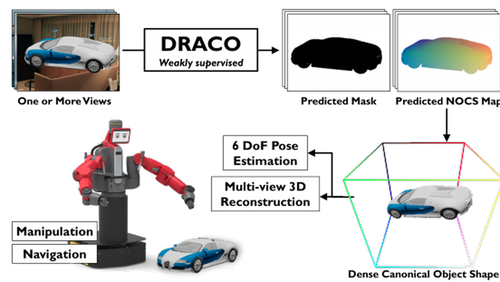 DRACO
Weakly supervised
One or More Views
Predicted Mask
Predicted NOCS Map
6 DoF Pose
Estimation
Multi-view 3D
Reconstruction
Manipulation
Navigation
Dense Canonical Object Shape